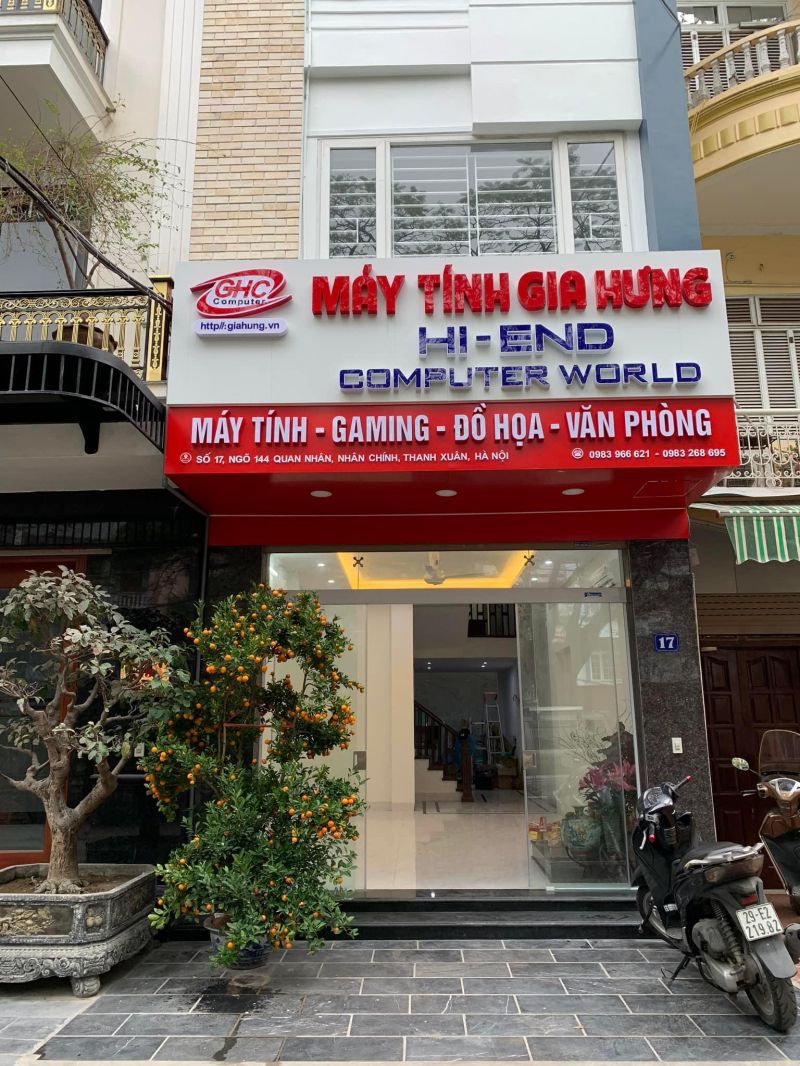 GHC
Computer
http//:giahung.vn
MÁY TÍNH GIA HƯNG
HI-END
COMPUTER WORLD
MÁY TÍNH - GAMING - ĐỒ HỌA - VĂN PHÒNG
SỐ 17, NGÕ 144 QUAN NHÂN, NHÂN CHÍNH, THANH XUÂN, HÀ NỘI
0983 966 621 - 0983 268 695
17
29-E2
219.82